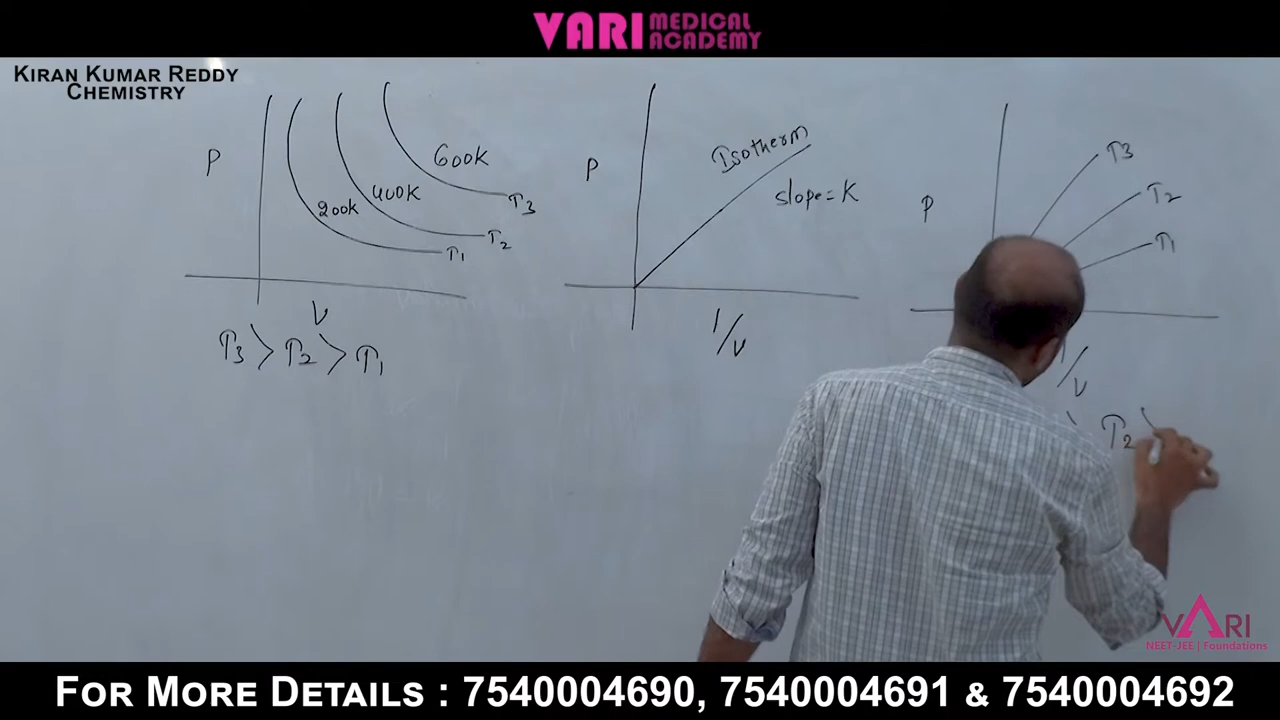 VARI MEDICAL ACADEMY
KIRAN KUMAR REDDY
CHEMISTRY
P
200K
400K
600K
T3
T2
T1
V
T3 > T2 > T1
P
Isotherm
slope = K
1/V
P
T3
T2
T1
1/V
> T2 >
VARI
NEET-JEE | Foundations
FOR MORE DETAILS : 7540004690, 7540004691 & 7540004692